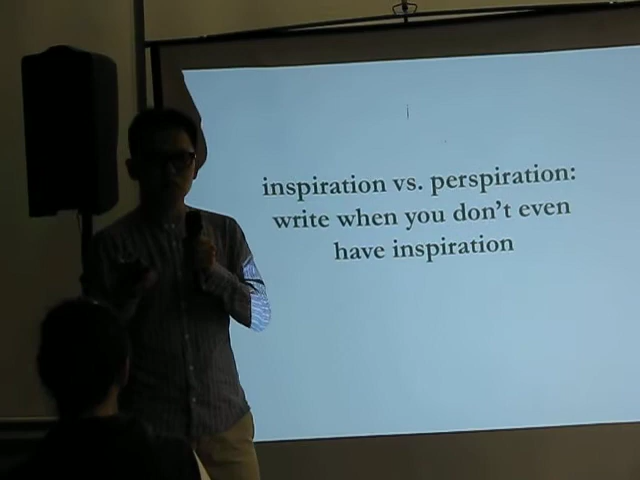 inspiration vs. perspiration:
write when you don't even
have inspiration